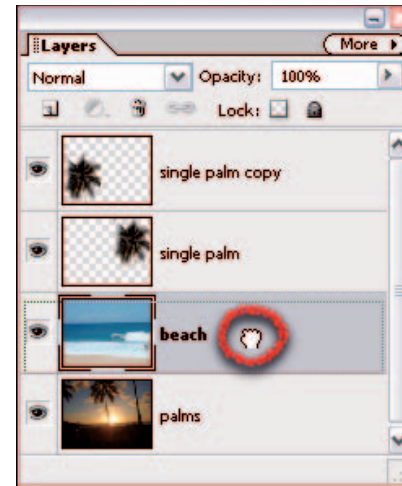 Layers
More
Normal Opacity: 100%
Lock:
single palm copy
single palm
beach
palms